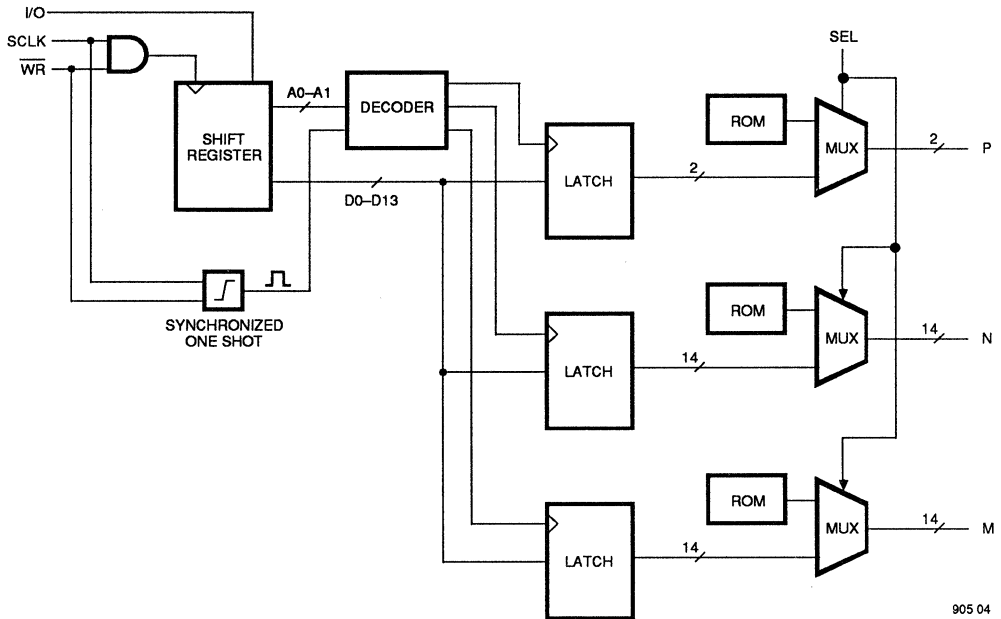 I/O
SCLK
WR
SEL
A0–A1
DECODER
ROM
SHIFT
REGISTER
MUX
2
P
LATCH
2
D0–D13
SYNCHRONIZED
ONE SHOT
ROM
MUX
14
N
LATCH
14
ROM
MUX
14
M
LATCH
14
905 04